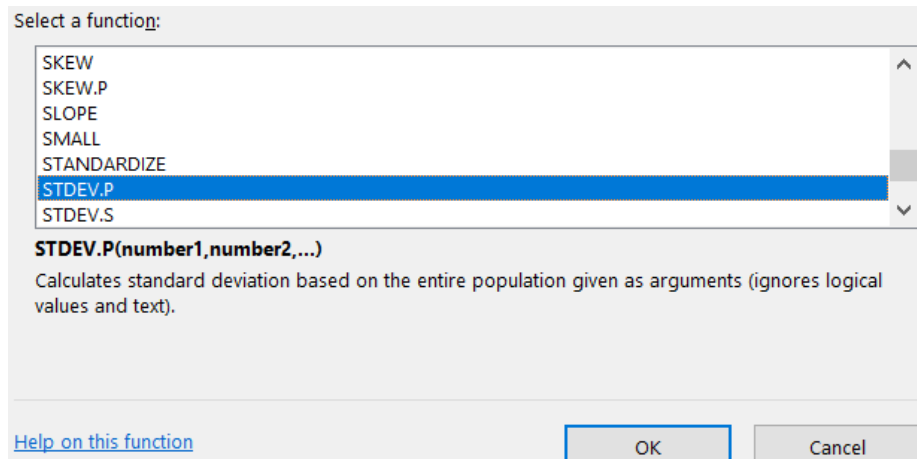 Select a function:
SKEW
SKEW.P
SLOPE
SMALL
STANDARDIZE
STDEV.P
STDEV.S
STDEV.P(number1,number2,...)
Calculates standard deviation based on the entire population given as arguments (ignores logical
values and text).
Help on this function
OK Cancel